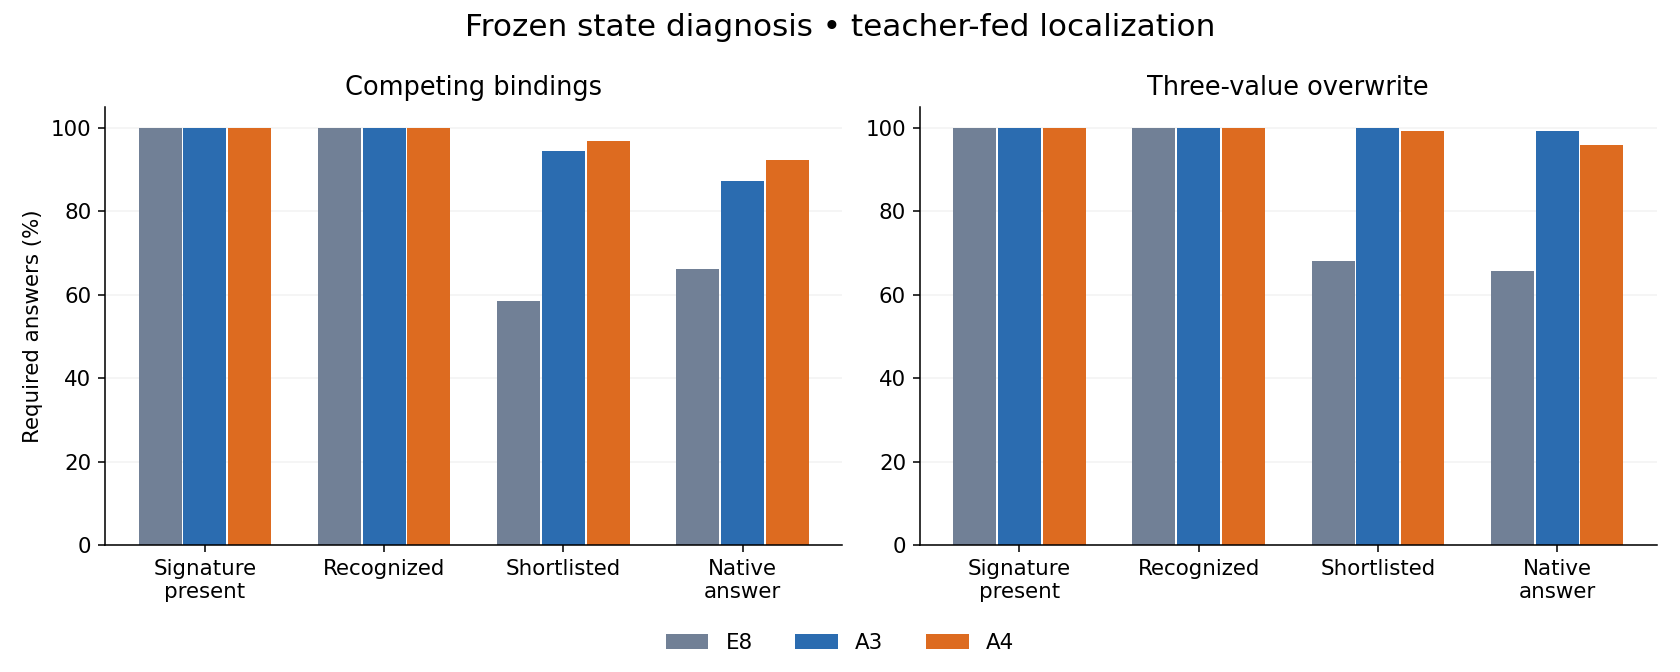 Frozen state diagnosis • teacher-fed localization
Competing bindings
Required answers (%)
100
80
60
40
20
0
Signature present
Recognized
Shortlisted
Native answer
Three-value overwrite
100
80
60
40
20
0
Signature present
Recognized
Shortlisted
Native answer
E8
A3
A4